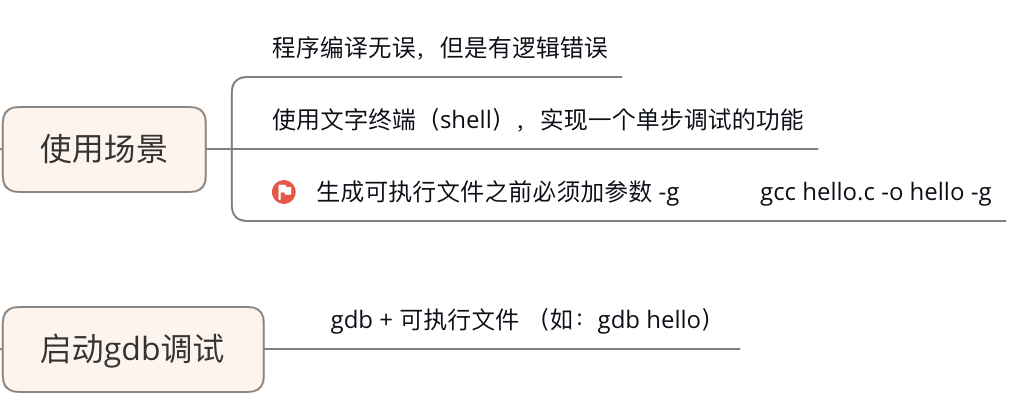 程序编译无误，但是有逻辑错误
使用场景
使用文字终端（shell），实现一个单步调试的功能
生成可执行文件之前必须加参数 -g gcc hello.c -o hello -g
启动gdb调试
gdb + 可执行文件 （如：gdb hello）